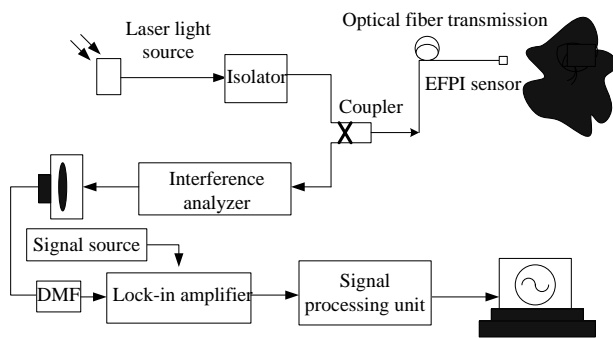 Laser light
source
Optical fiber transmission
Isolator
EFPI sensor
Coupler
Interference
analyzer
Signal source
DMF
Lock-in amplifier
Signal
processing unit